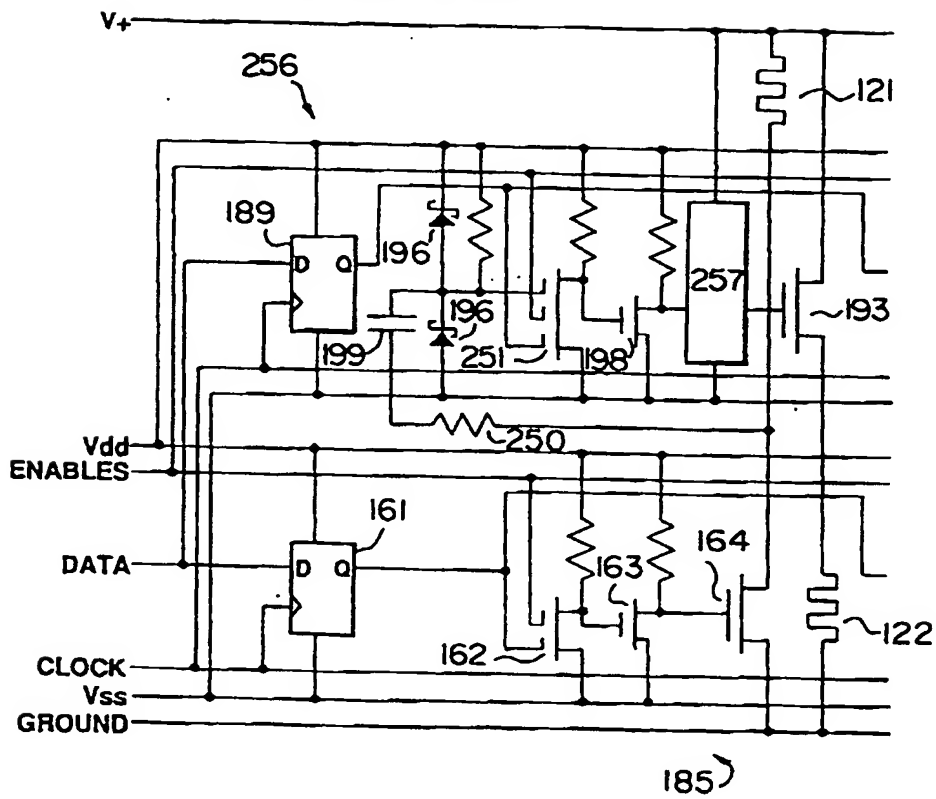 V+
256
121
189
D Q
196
257
193
196
199
251
198
250
Vdd
ENABLES
161
164
DATA
D Q
163
122
162
CLOCK
Vss
GROUND
185